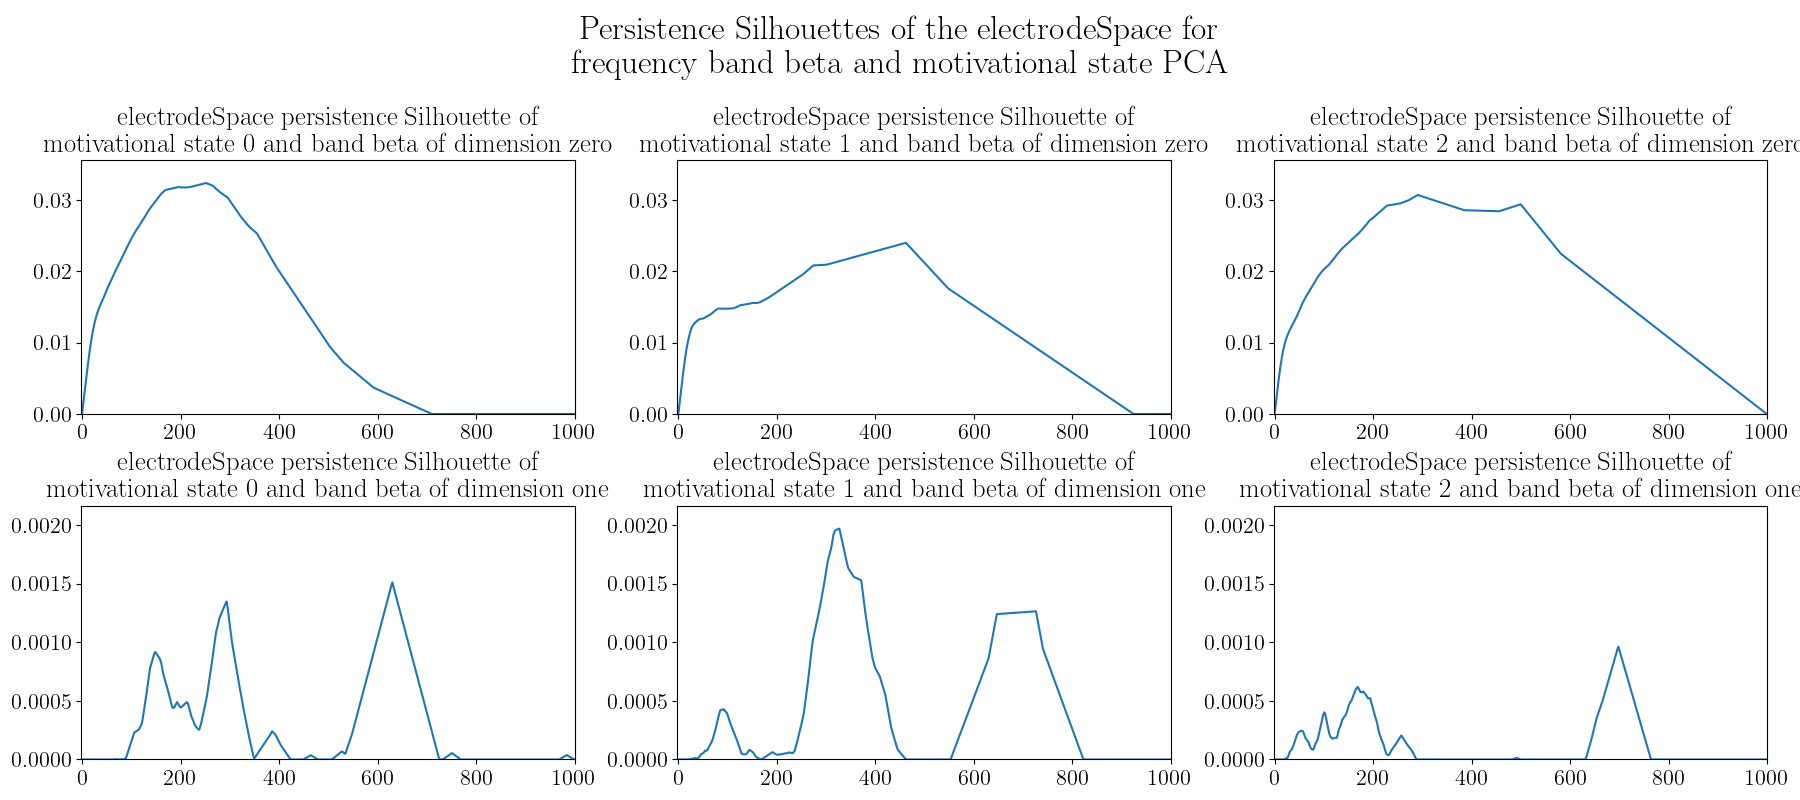 Persistence Silhouettes of the electrodeSpace for
frequency band beta and motivational state PCA
electrodeSpace persistence Silhouette of
motivational state 0 and band beta of dimension zero
0.03
0.02
0.01
0.00
0 200 400 600 800 1000
electrodeSpace persistence Silhouette of
motivational state 1 and band beta of dimension zero
0.03
0.02
0.01
0.00
0 200 400 600 800 1000
electrodeSpace persistence Silhouette of
motivational state 2 and band beta of dimension zero
0.03
0.02
0.01
0.00
0 200 400 600 800 1000
electrodeSpace persistence Silhouette of
motivational state 0 and band beta of dimension one
0.0020
0.0015
0.0010
0.0005
0.0000
0 200 400 600 800 1000
electrodeSpace persistence Silhouette of
motivational state 1 and band beta of dimension one
0.0020
0.0015
0.0010
0.0005
0.0000
0 200 400 600 800 1000
electrodeSpace persistence Silhouette of
motivational state 2 and band beta of dimension one
0.0020
0.0015
0.0010
0.0005
0.0000
0 200 400 600 800 1000